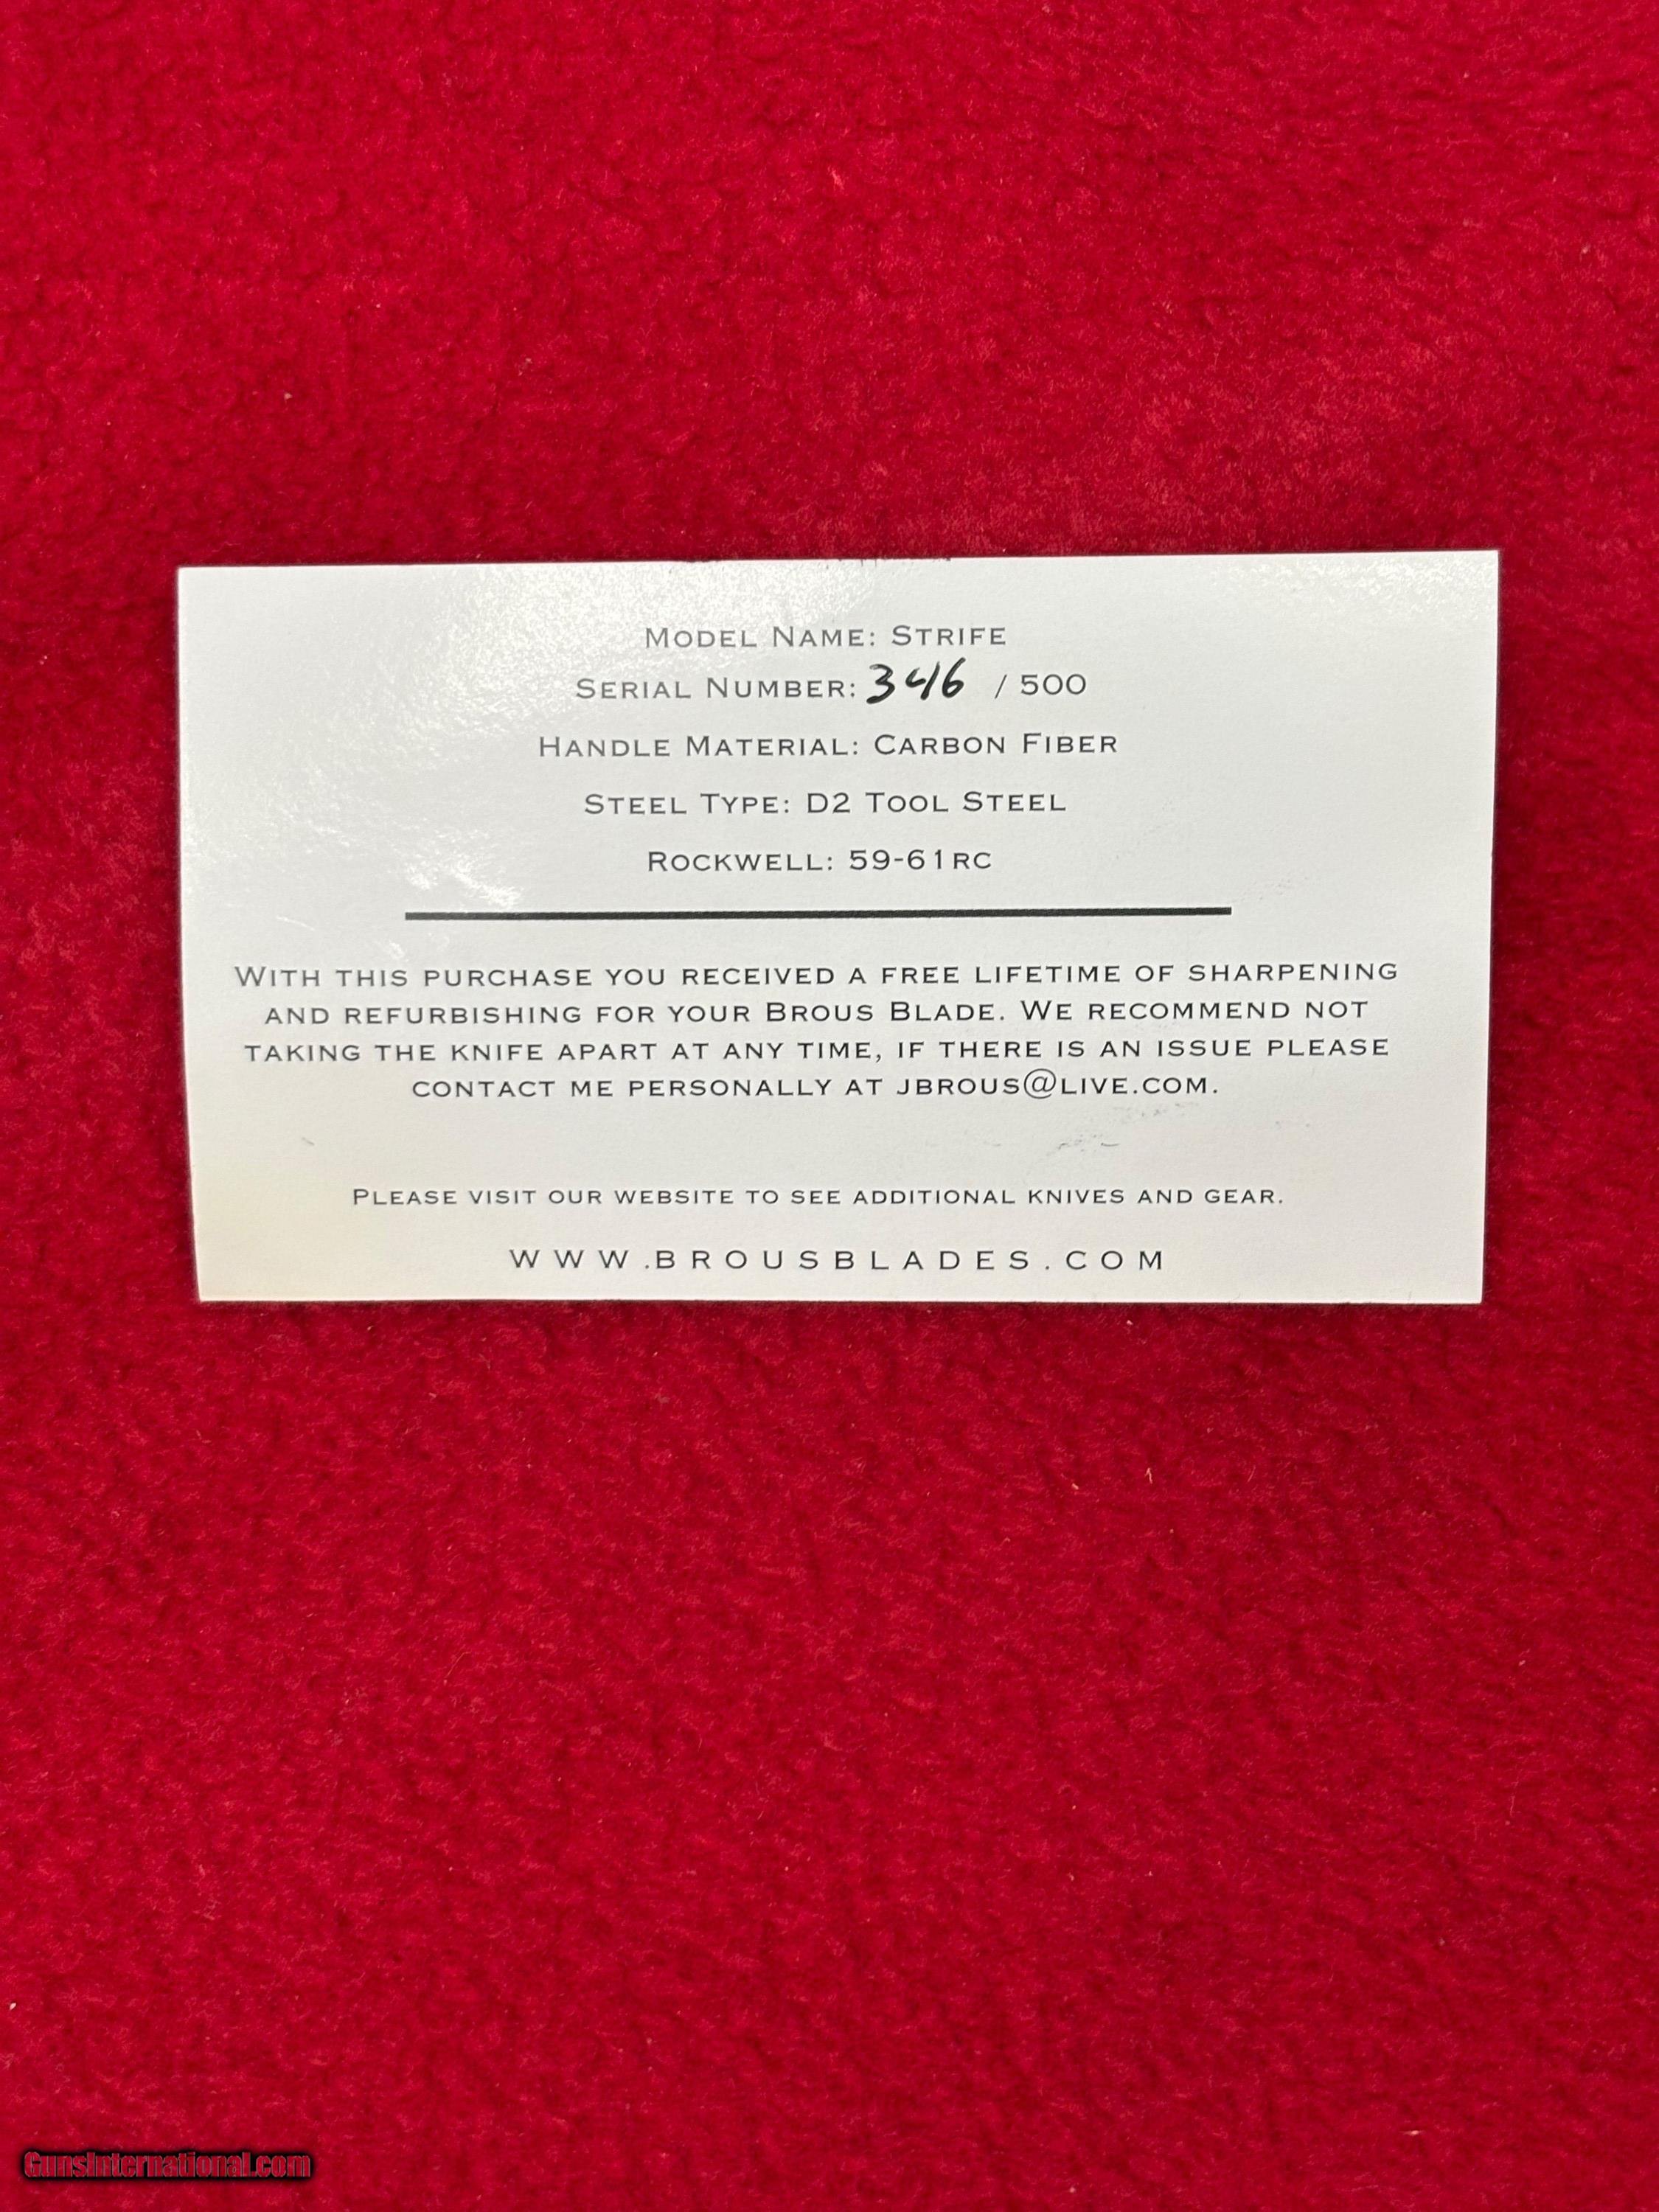 MODEL NAME: STRIFE
SERIAL NUMBER: 346 / 500
HANDLE MATERIAL: CARBON FIBER
STEEL TYPE: D2 TOOL STEEL
ROCKWELL: 59-61RC
WITH THIS PURCHASE YOU RECEIVED A FREE LIFETIME OF SHARPENING
AND REFURBISHING FOR YOUR BROUS BLADE. WE RECOMMEND NOT
TAKING THE KNIFE APART AT ANY TIME, IF THERE IS AN ISSUE PLEASE
CONTACT ME PERSONALLY AT JBROUS@LIVE.COM.
PLEASE VISIT OUR WEBSITE TO SEE ADDITIONAL KNIVES AND GEAR.
WWW.BROUSBLADES.COM
GunsInternational.com